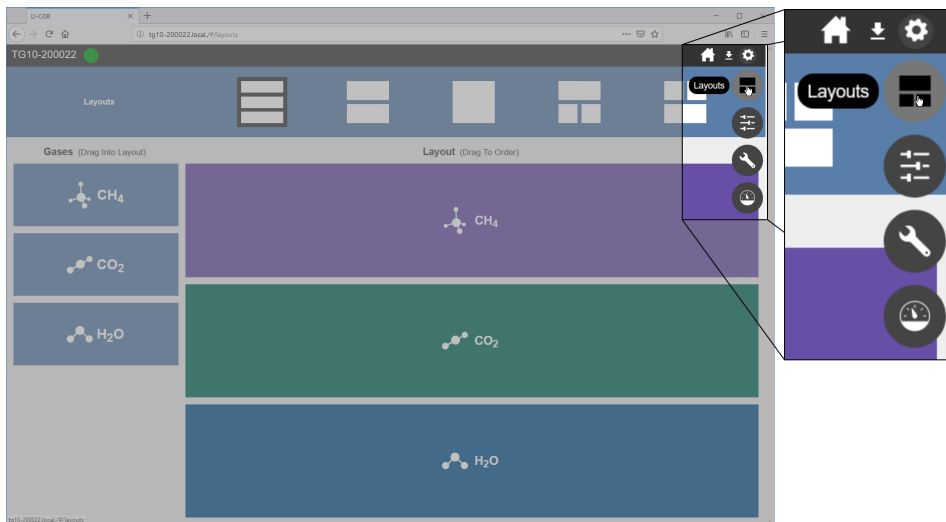 U-COR
tg10-200022.local./#/layouts
TG10-200022
Layouts
Layouts
Layouts
Gases (Drag Into Layout)
Layout (Drag To Order)
CH₄
CH₄
CO₂
CO₂
H₂O
H₂O
tg10-200022.local./#/layouts